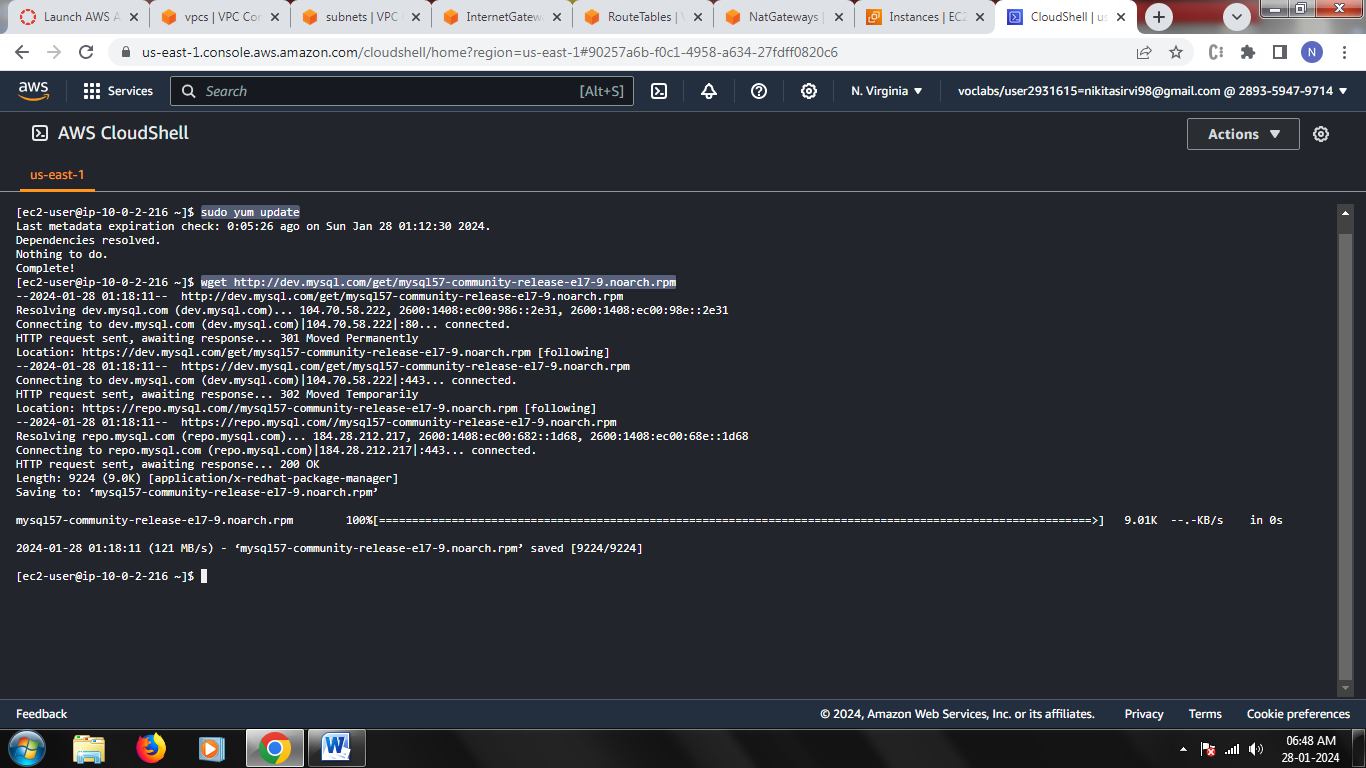 Launch AWS A
vpcs | VPC Con
subnets | VPC
InternetGatew
RouteTables | V
NatGateways |
Instances | EC2
CloudShell | us
us-east-1.console.aws.amazon.com/cloudshell/home?region=us-east-1#90257a6b-f0c1-4958-a634-27fdff0820c6
N
aws
Services
Search
[Alt+S]
N. Virginia
voclabs/user2931615=nikitasirvi98@gmail.com @ 2893-5947-9714
AWS CloudShell
Actions
us-east-1
[ec2-user@ip-10-0-2-216 ~]$ sudo yum update
Last metadata expiration check: 0:05:26 ago on Sun Jan 28 01:12:30 2024.
Dependencies resolved.
Nothing to do.
Complete!
[ec2-user@ip-10-0-2-216 ~]$ wget http://dev.mysql.com/get/mysql57-community-release-el7-9.noarch.rpm
--2024-01-28 01:18:11--  http://dev.mysql.com/get/mysql57-community-release-el7-9.noarch.rpm
Resolving dev.mysql.com (dev.mysql.com)... 104.70.58.222, 2600:1408:ec00:986::2e31, 2600:1408:ec00:98e::2e31
Connecting to dev.mysql.com (dev.mysql.com)|104.70.58.222|:80... connected.
HTTP request sent, awaiting response... 301 Moved Permanently
Location: https://dev.mysql.com/get/mysql57-community-release-el7-9.noarch.rpm [following]
--2024-01-28 01:18:11--  https://dev.mysql.com/get/mysql57-community-release-el7-9.noarch.rpm
Connecting to dev.mysql.com (dev.mysql.com)|104.70.58.222|:443... connected.
HTTP request sent, awaiting response... 302 Moved Temporarily
Location: https://repo.mysql.com//mysql57-community-release-el7-9.noarch.rpm [following]
--2024-01-28 01:18:11--  https://repo.mysql.com//mysql57-community-release-el7-9.noarch.rpm
Resolving repo.mysql.com (repo.mysql.com)... 184.28.212.217, 2600:1408:ec00:682::1d68, 2600:1408:ec00:68e::1d68
Connecting to repo.mysql.com (repo.mysql.com)|184.28.212.217|:443... connected.
HTTP request sent, awaiting response... 200 OK
Length: 9224 (9.0K) [application/x-redhat-package-manager]
Saving to: ‘mysql57-community-release-el7-9.noarch.rpm’
mysql57-community-release-el7-9.noarch.rpm 100%[============================================================================================================>] 9.01K --.-KB/s in 0s
2024-01-28 01:18:11 (121 MB/s) - ‘mysql57-community-release-el7-9.noarch.rpm’ saved [9224/9224]
[ec2-user@ip-10-0-2-216 ~]$
Feedback
© 2024, Amazon Web Services, Inc. or its affiliates.
Privacy
Terms
Cookie preferences
06:48 AM
28-01-2024